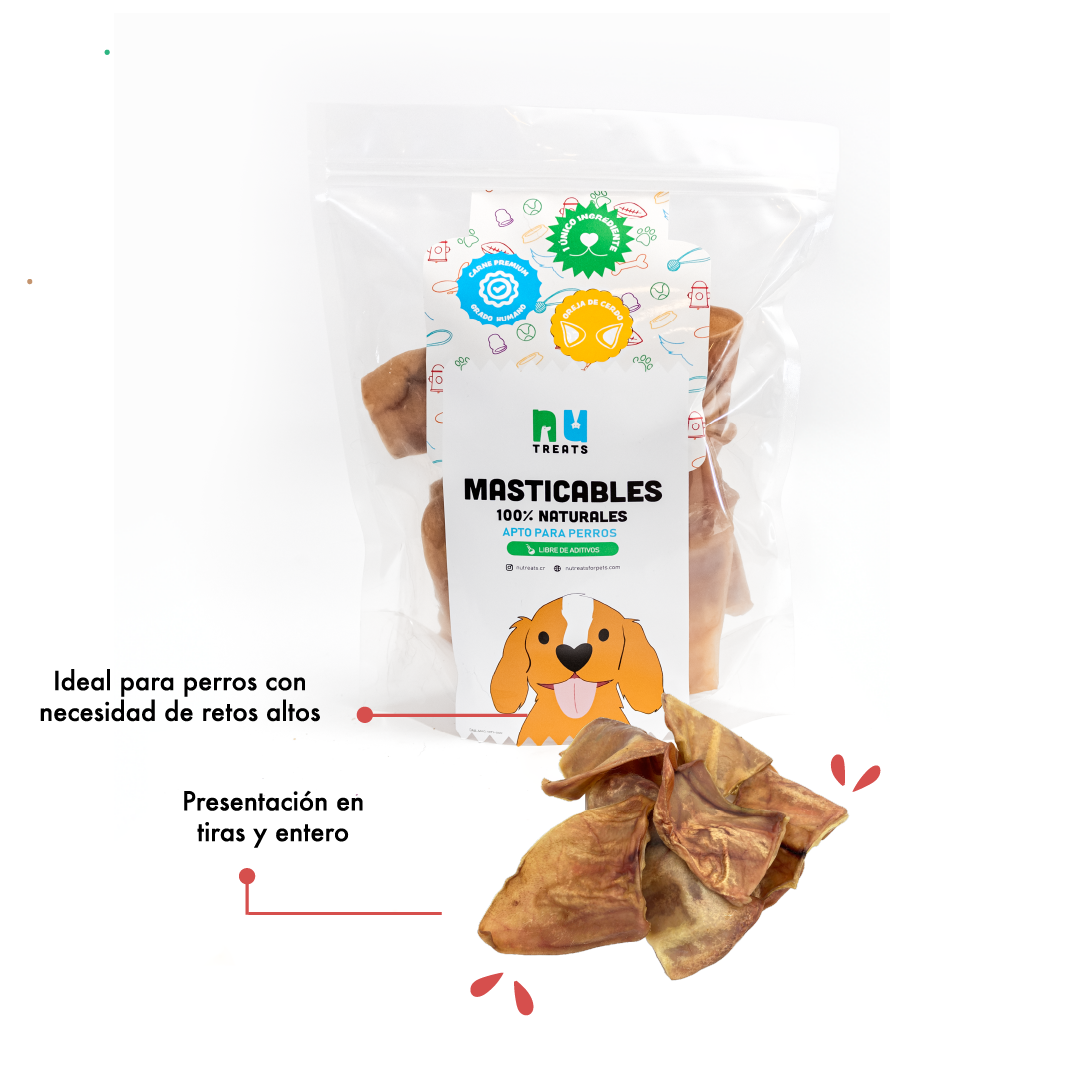 1 ÚNICO INGREDIENTE
CARNE PREMIUM
GRADO HUMANO
OREJA DE CERDO
nu
TREATS
MASTICABLES
100% NATURALES
APTO PARA PERROS
LIBRE DE ADITIVOS
nutreats.cr nutreatsforpets.com
Ideal para perros con
necesidad de retos altos
Presentación en
tiras y entero